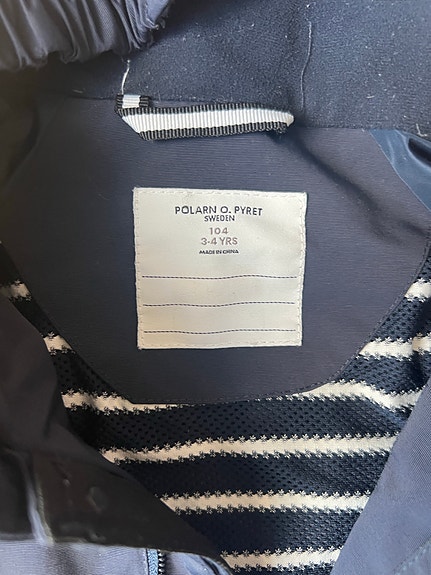 POLARN O. PYRET
SWEDEN
104
3-4 YRS
MADE IN CHINA